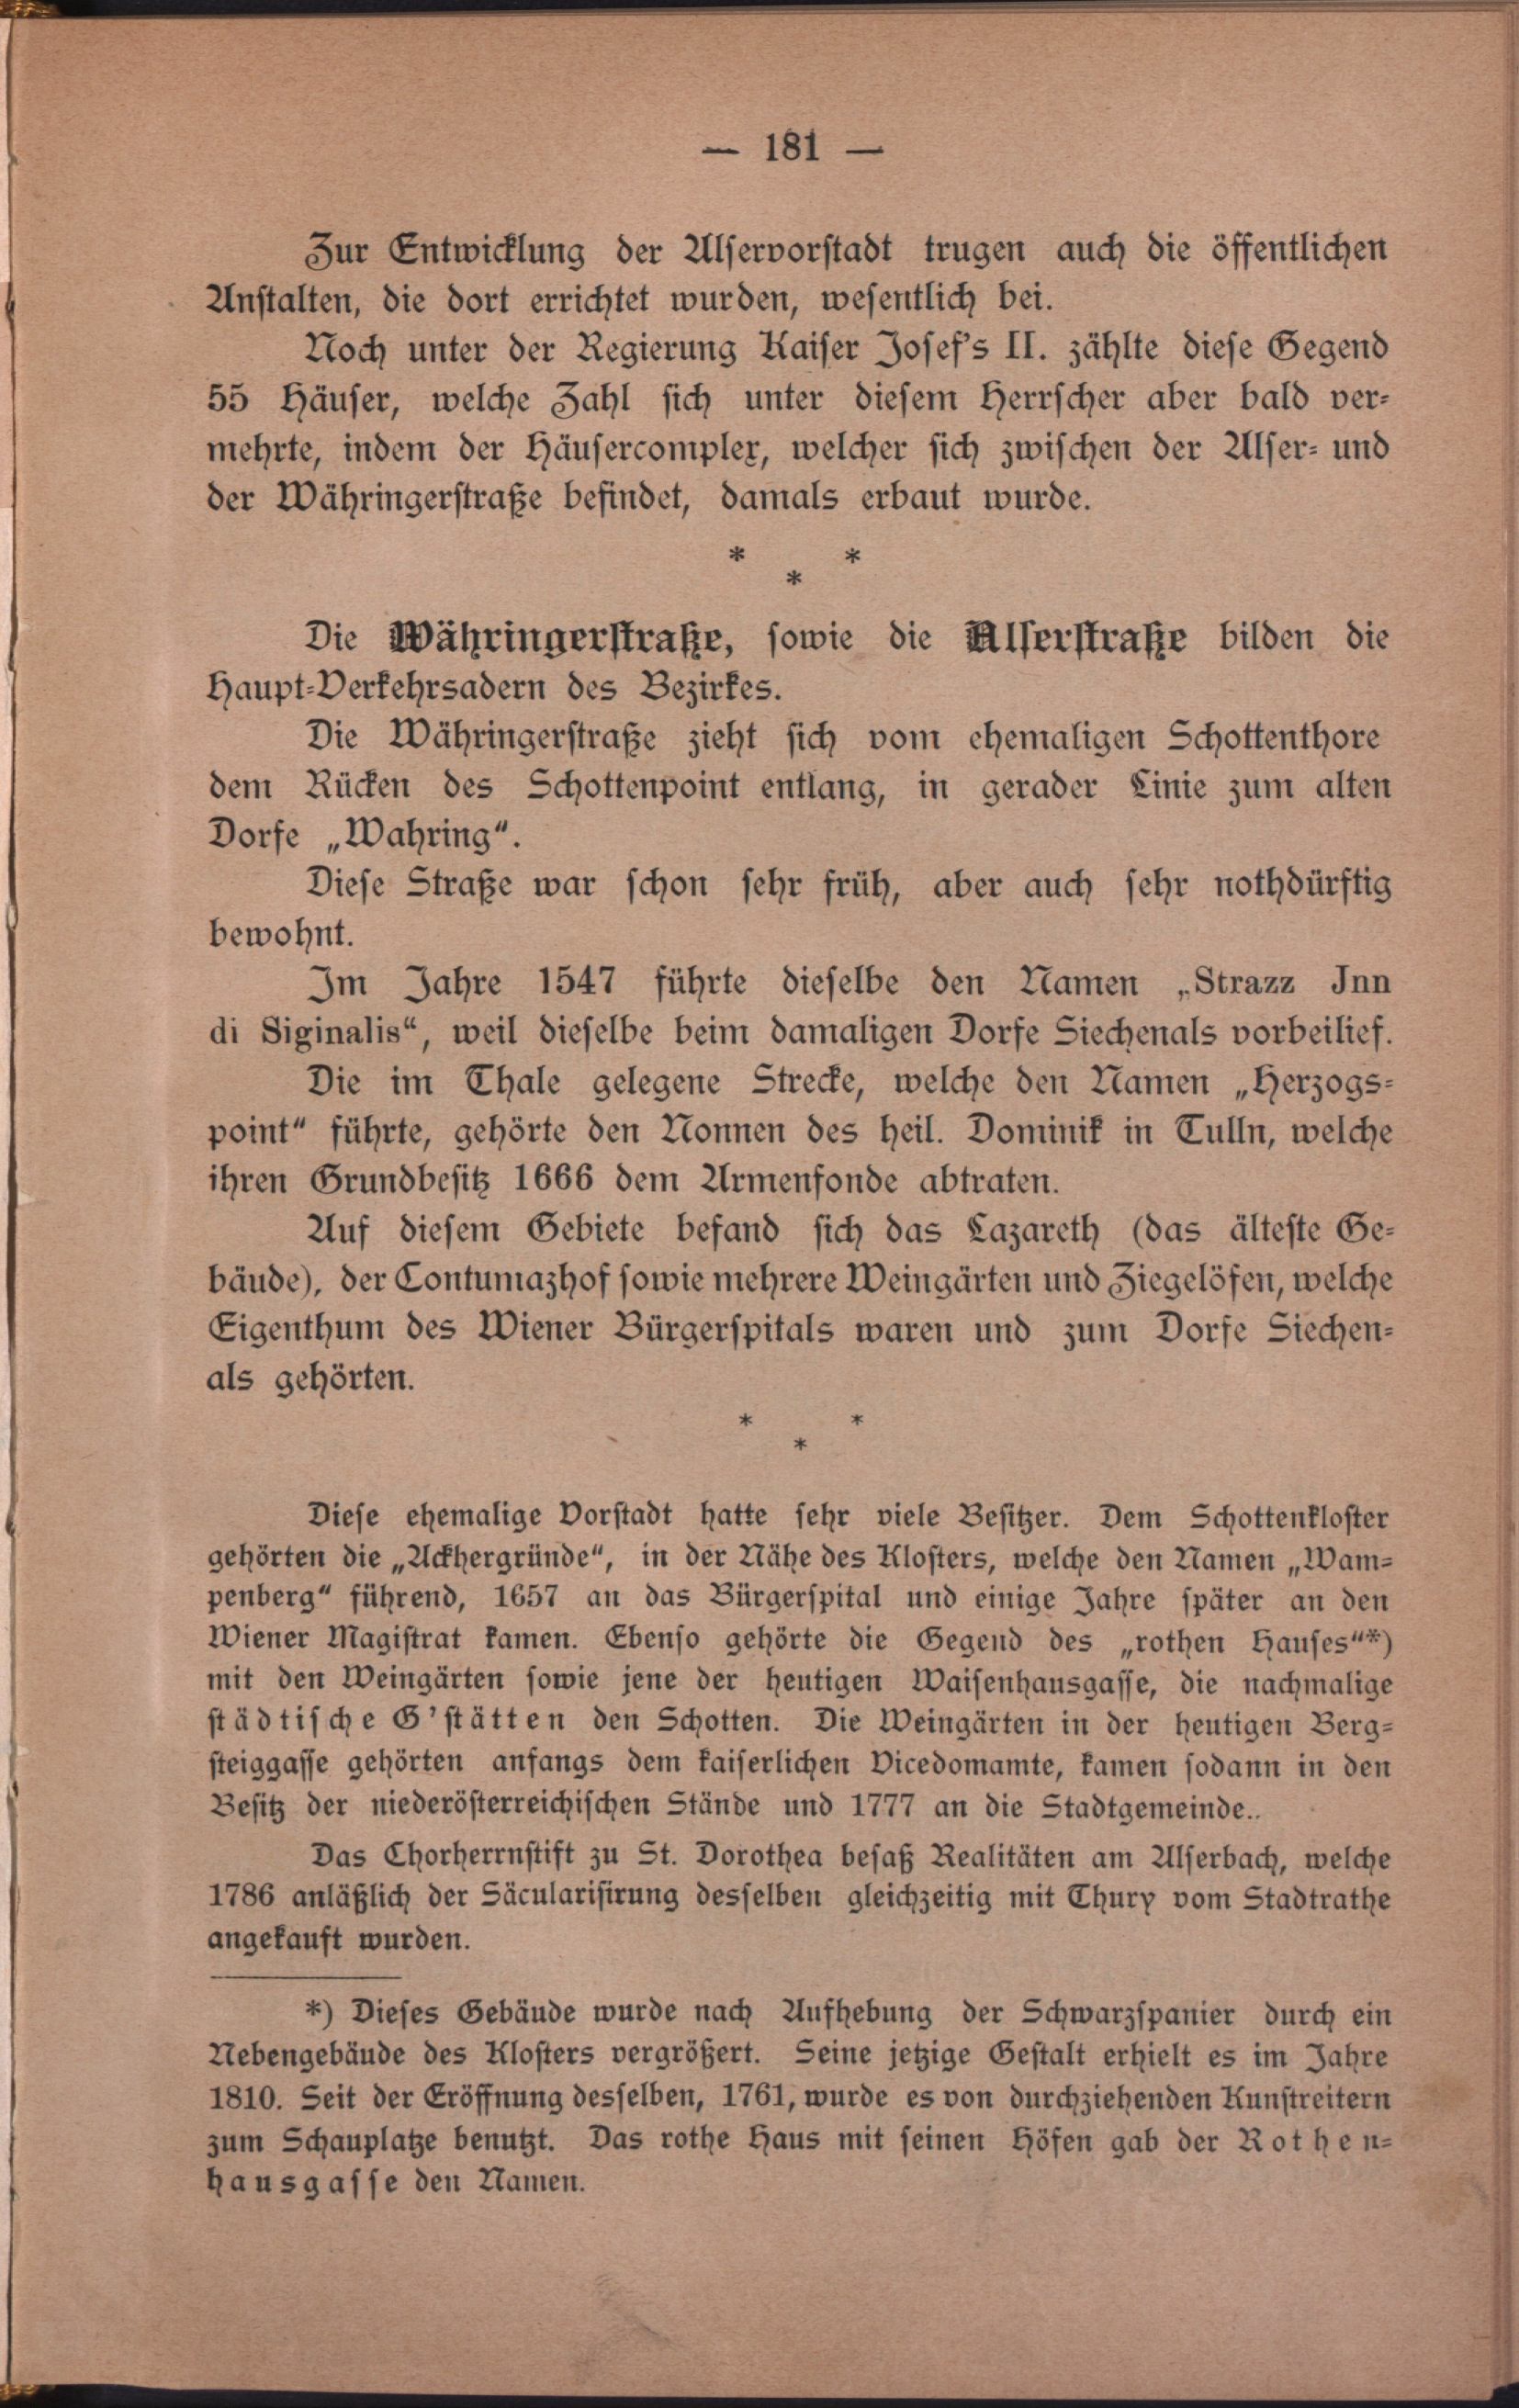 — 181 —
Zur Entwicklung der Alservorstadt trugen auch die öffentlichen
Anstalten, die dort errichtet wurden, wesentlich bei.
Noch unter der Regierung Kaiser Josef's II. zählte diese Gegend
55 Häuser, welche Zahl sich unter diesem Herrscher aber bald ver-
mehrte, indem der Häusercomplex, welcher sich zwischen der Alser- und
der Währingerstraße befindet, damals erbaut wurde.
* *
*
Die Währingerstraße, sowie die Alserstraße bilden die
Haupt-Verkehrsadern des Bezirkes.
Die Währingerstraße zieht sich vom ehemaligen Schottenthore
dem Rücken des Schottenpoint entlang, in gerader Linie zum alten
Dorfe „Wahring“.
Diese Straße war schon sehr früh, aber auch sehr nothdürftig
bewohnt.
Im Jahre 1547 führte dieselbe den Namen „Strazz Jnn
di Siginalis“, weil dieselbe beim damaligen Dorfe Siechenals vorbeilief.
Die im Thale gelegene Strecke, welche den Namen „Herzogs-
point“ führte, gehörte den Nonnen des heil. Dominik in Tulln, welche
ihren Grundbesitz 1666 dem Armenfonde abtraten.
Auf diesem Gebiete befand sich das Lazareth (das älteste Ge-
bäude), der Contumazhof sowie mehrere Weingärten und Ziegelöfen, welche
Eigenthum des Wiener Bürgerspitals waren und zum Dorfe Siechen-
als gehörten.
* *
*
Diese ehemalige Vorstadt hatte sehr viele Besitzer. Dem Schottenkloster
gehörten die „Ackhergründe“, in der Nähe des Klosters, welche den Namen „Wam-
penberg“ führend, 1657 an das Bürgerspital und einige Jahre später an den
Wiener Magistrat kamen. Ebenso gehörte die Gegend des „rothen Hauses“*)
mit den Weingärten sowie jene der heutigen Waisenhausgasse, die nachmalige
städtische G'stätten den Schotten. Die Weingärten in der heutigen Berg-
steiggasse gehörten anfangs dem kaiserlichen Vicedomamte, kamen sodann in den
Besitz der niederösterreichischen Stände und 1777 an die Stadtgemeinde..
Das Chorherrnstift zu St. Dorothea besaß Realitäten am Alserbach, welche
1786 anläßlich der Säcularisirung desselben gleichzeitig mit Thury vom Stadtrathe
angekauft wurden.
*) Dieses Gebäude wurde nach Aufhebung der Schwarzspanier durch ein
Nebengebäude des Klosters vergrößert. Seine jetzige Gestalt erhielt es im Jahre
1810. Seit der Eröffnung desselben, 1761, wurde es von durchziehenden Kunstreitern
zum Schauplatze benutzt. Das rothe Haus mit seinen Höfen gab der Rothen-
hausgasse den Namen.